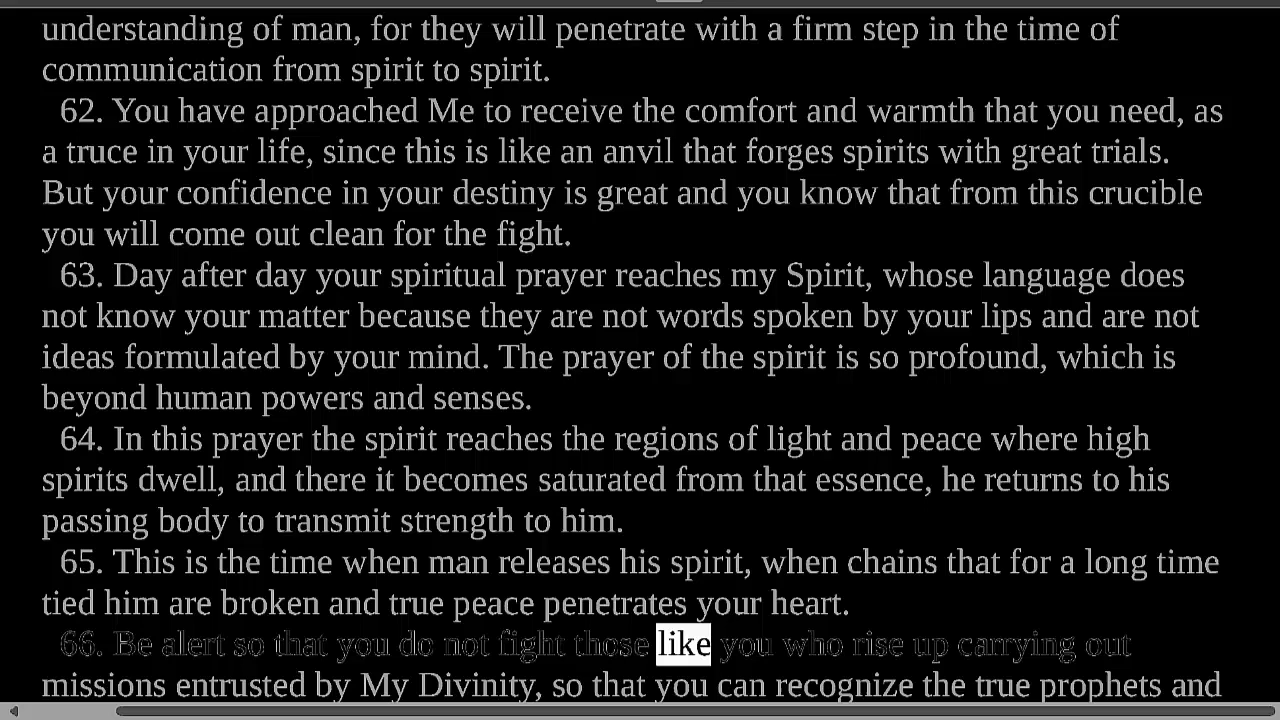 understanding of man, for they will penetrate with a firm step in the time of
communication from spirit to spirit.
62. You have approached Me to receive the comfort and warmth that you need, as
a truce in your life, since this is like an anvil that forges spirits with great trials.
But your confidence in your destiny is great and you know that from this crucible
you will come out clean for the fight.
63. Day after day your spiritual prayer reaches my Spirit, whose language does
not know your matter because they are not words spoken by your lips and are not
ideas formulated by your mind. The prayer of the spirit is so profound, which is
beyond human powers and senses.
64. In this prayer the spirit reaches the regions of light and peace where high
spirits dwell, and there it becomes saturated from that essence, he returns to his
passing body to transmit strength to him.
65. This is the time when man releases his spirit, when chains that for a long time
tied him are broken and true peace penetrates your heart.
66. Be alert so that you do not fight those like you who rise up carrying out
missions entrusted by My Divinity, so that you can recognize the true prophets and